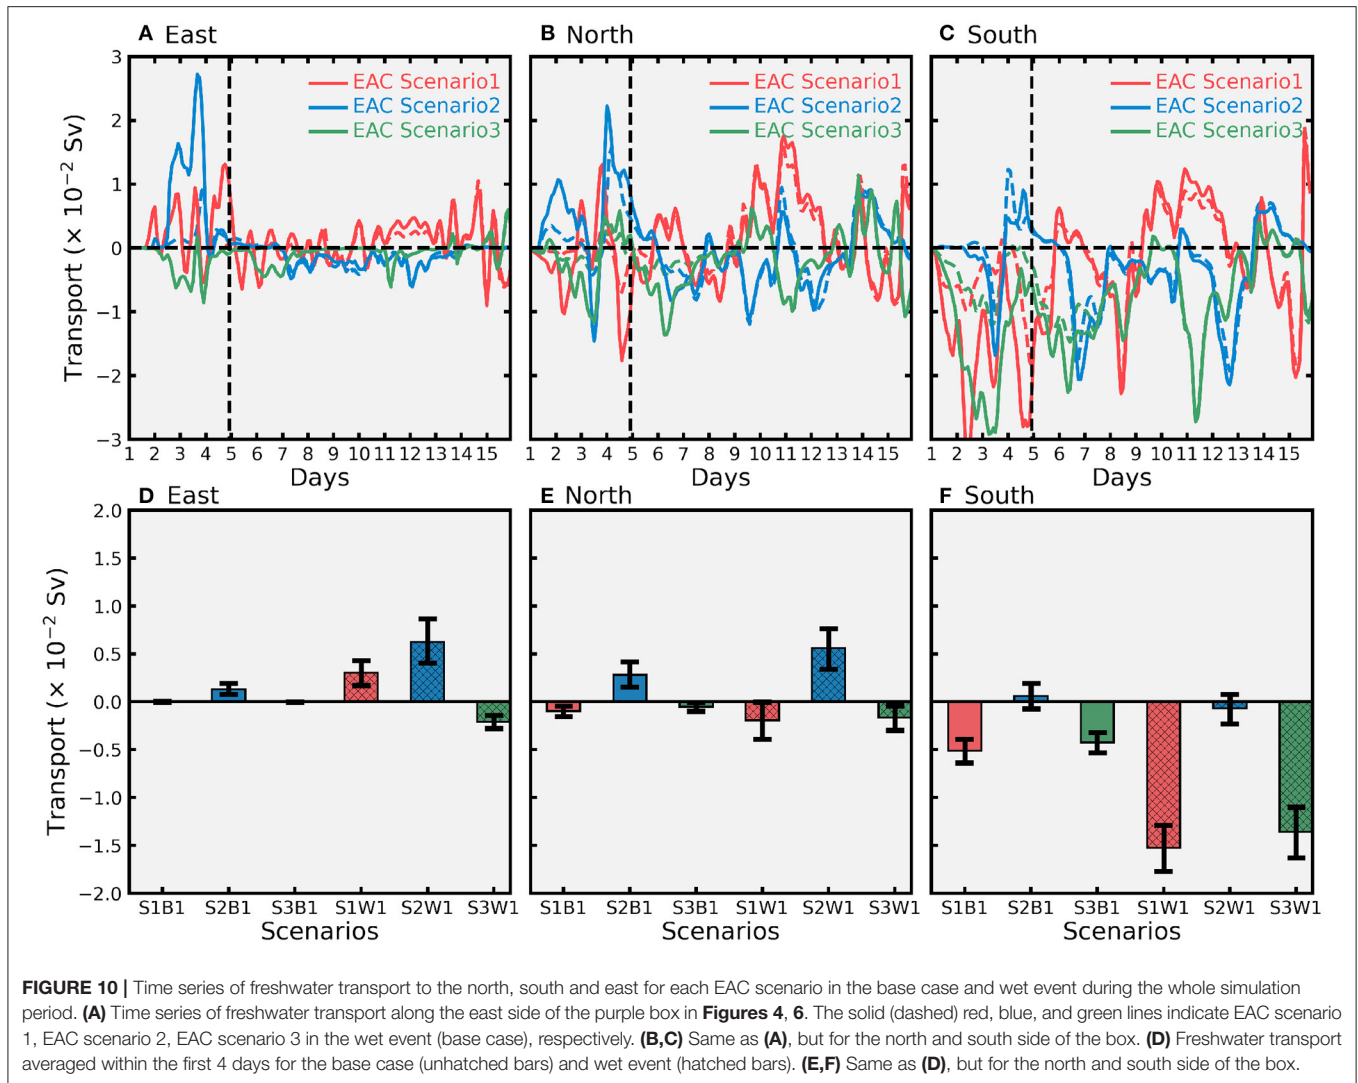 A East
B North
C South
Transport (× 10⁻² Sv)
3
2
1
0
−1
−2
−3
EAC Scenario1
EAC Scenario2
EAC Scenario3
EAC Scenario1
EAC Scenario2
EAC Scenario3
EAC Scenario1
EAC Scenario2
EAC Scenario3
1 2 3 4 5 6 7 8 9 10 11 12 13 14 15
1 2 3 4 5 6 7 8 9 10 11 12 13 14 15
1 2 3 4 5 6 7 8 9 10 11 12 13 14 15
Days
Days
Days
D East
E North
F South
Transport (× 10⁻² Sv)
2.0
1.5
1.0
0.5
0.0
−0.5
−1.0
−1.5
−2.0
S1B1 S2B1 S3B1 S1W1 S2W1 S3W1
S1B1 S2B1 S3B1 S1W1 S2W1 S3W1
S1B1 S2B1 S3B1 S1W1 S2W1 S3W1
Scenarios
Scenarios
Scenarios
FIGURE 10 | Time series of freshwater transport to the north, south and east for each EAC scenario in the base case and wet event during the whole simulation
period. (A) Time series of freshwater transport along the east side of the purple box in Figures 4, 6. The solid (dashed) red, blue, and green lines indicate EAC scenario
1, EAC scenario 2, EAC scenario 3 in the wet event (base case), respectively. (B,C) Same as (A), but for the north and south side of the box. (D) Freshwater transport
averaged within the first 4 days for the base case (unhatched bars) and wet event (hatched bars). (E,F) Same as (D), but for the north and south side of the box.